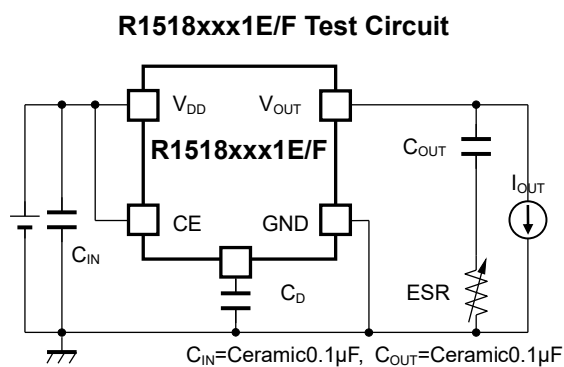 R1518xxx1E/F Test Circuit
VDD
VOUT
R1518xxx1E/F
COUT
IOUT
CE
GND
CIN
CD
ESR
CIN=Ceramic0.1μF, COUT=Ceramic0.1μF